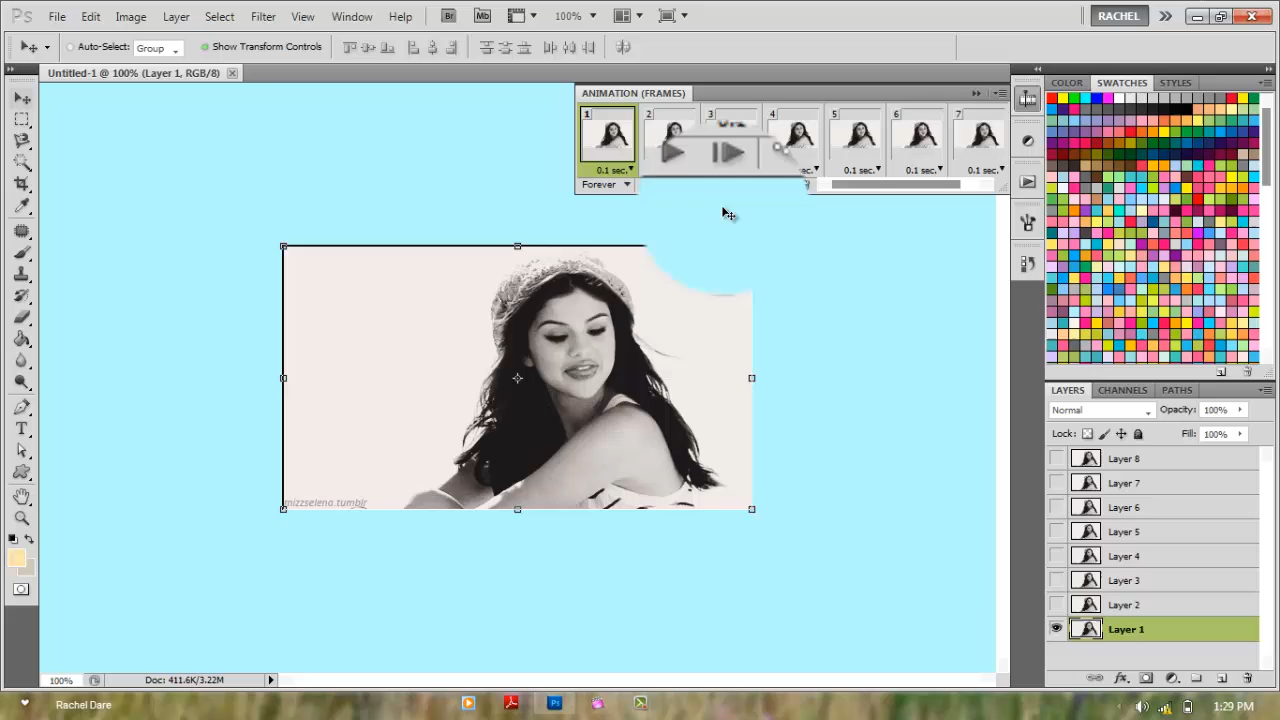 Ps File Edit Image Layer Select Filter View Window Help Br Mb 100% RACHEL
Auto-Select: Group Show Transform Controls
Untitled-1 @ 100% (Layer 1, RGB/8)
ANIMATION (FRAMES)
1 2 3 4 5 6 7
0.1 sec. sec. 0.1 sec. 0.1 sec. 0.1 sec.
Forever
COLOR SWATCHES STYLES
mizzselena.tumblr
LAYERS CHANNELS PATHS
Normal Opacity: 100%
Lock: Fill: 100%
Layer 8
Layer 7
Layer 6
Layer 5
Layer 4
Layer 3
Layer 2
Layer 1
100% Doc: 411.6K/3.22M
Rachel Dare Ps 1:29 PM